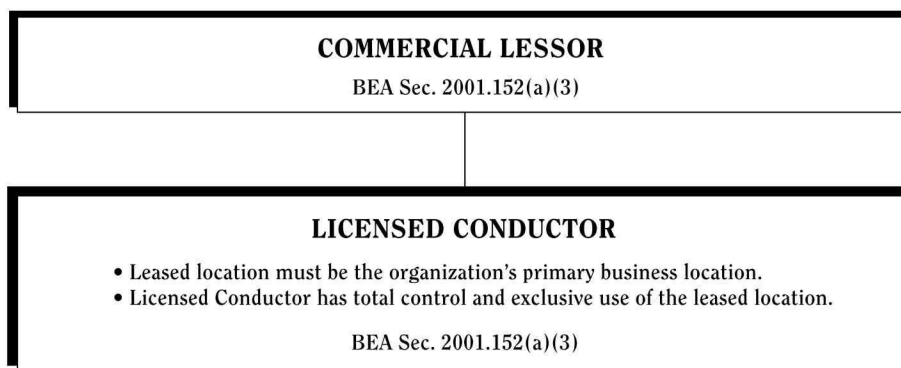 COMMERCIAL LESSOR
BEA Sec. 2001.152(a)(3)
LICENSED CONDUCTOR
• Leased location must be the organization’s primary business location.
• Licensed Conductor has total control and exclusive use of the leased location.
BEA Sec. 2001.152(a)(3)